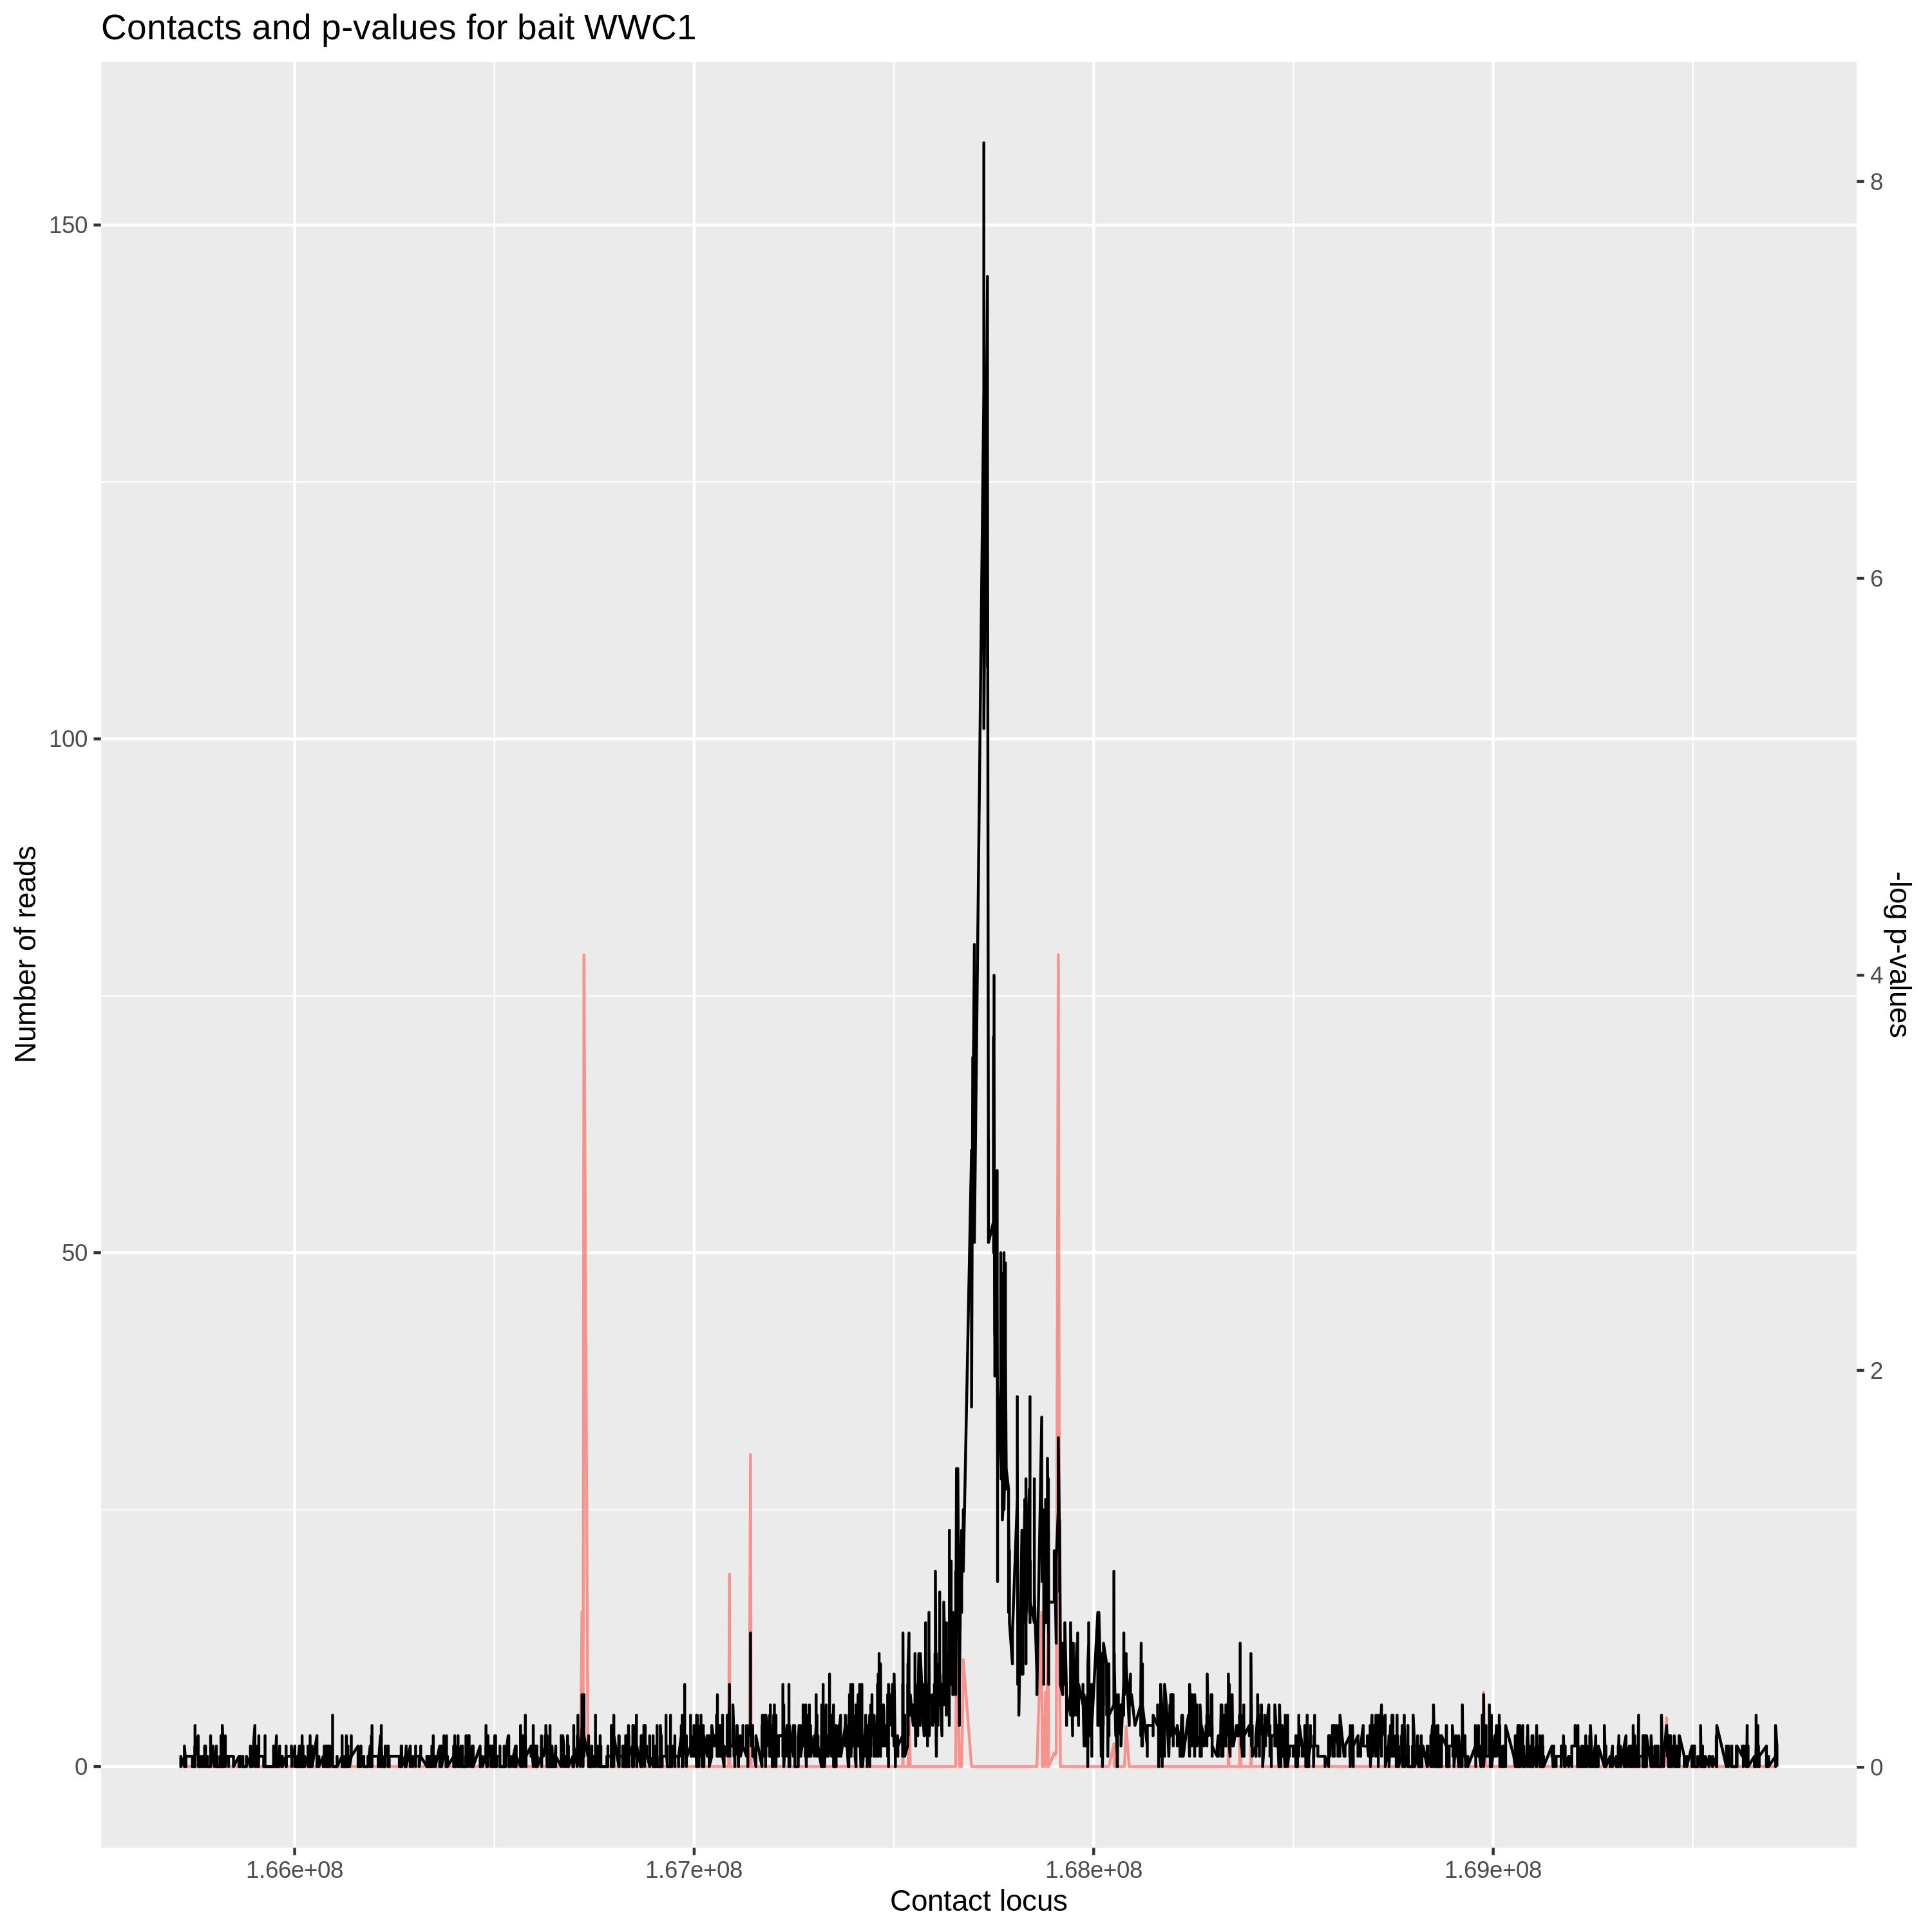 Contacts and p-values for bait WWC1
150
100
50
0
Number of reads
8
6
4
2
0
-log p-values
1.66e+08
1.67e+08
1.68e+08
1.69e+08
Contact locus